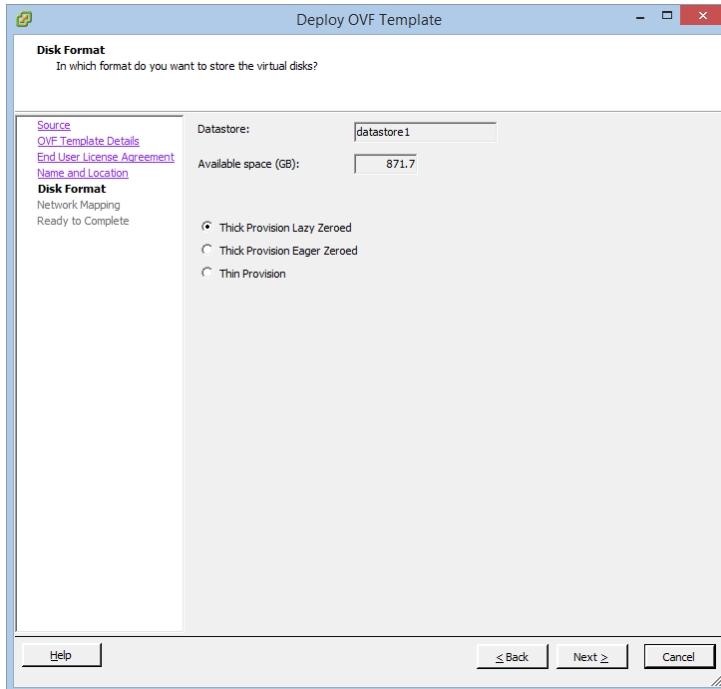 Deploy OVF Template
Disk Format
In which format do you want to store the virtual disks?
Source
OVF Template Details
End User License Agreement
Name and Location
Disk Format
Network Mapping
Ready to Complete
Datastore: datastore1
Available space (GB): 871.7
Thick Provision Lazy Zeroed
Thick Provision Eager Zeroed
Thin Provision
Help
< Back
Next >
Cancel